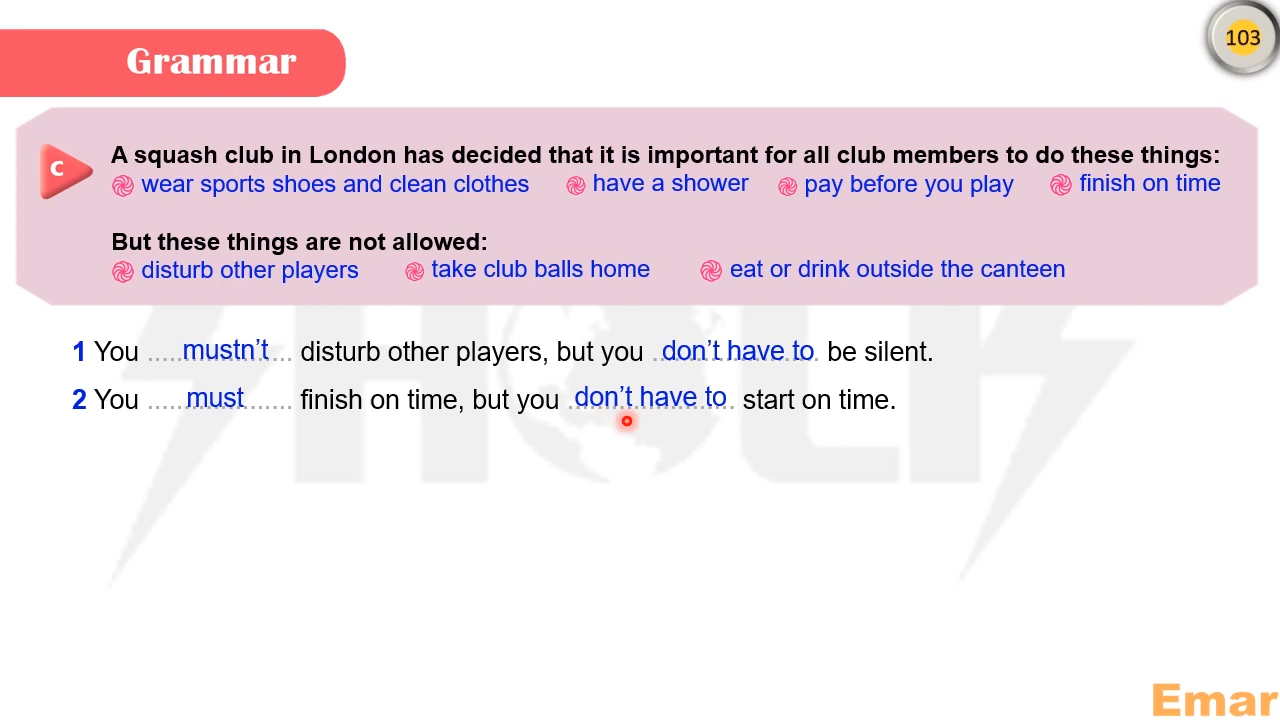 Grammar
103
C
A squash club in London has decided that it is important for all club members to do these things:
wear sports shoes and clean clothes have a shower pay before you play finish on time
But these things are not allowed:
disturb other players take club balls home eat or drink outside the canteen
1 You .....mustn't..... disturb other players, but you ..don't have to.. be silent.
2 You .....must..... finish on time, but you ..don't have to.. start on time.
Emar